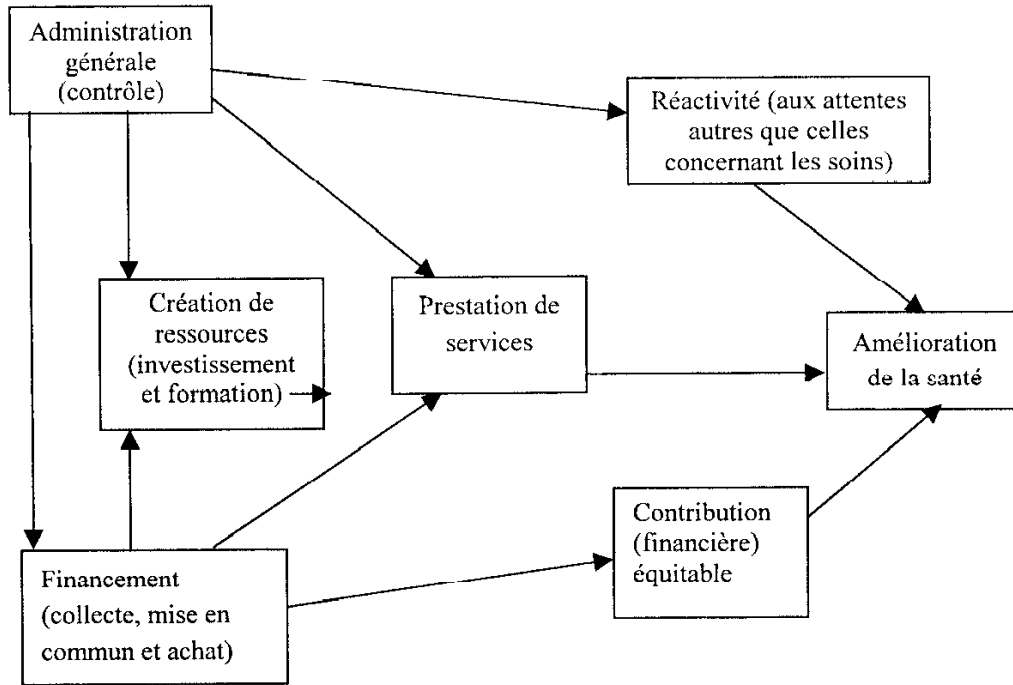 Administration
générale
(contrôle)
Réactivité (aux attentes
autres que celles
concernant les soins)
Création de
ressources
(investissement
et formation)
Prestation de
services
Amélioration
de la santé
Contribution
(financière)
équitable
Financement
(collecte, mise en
commun et achat)